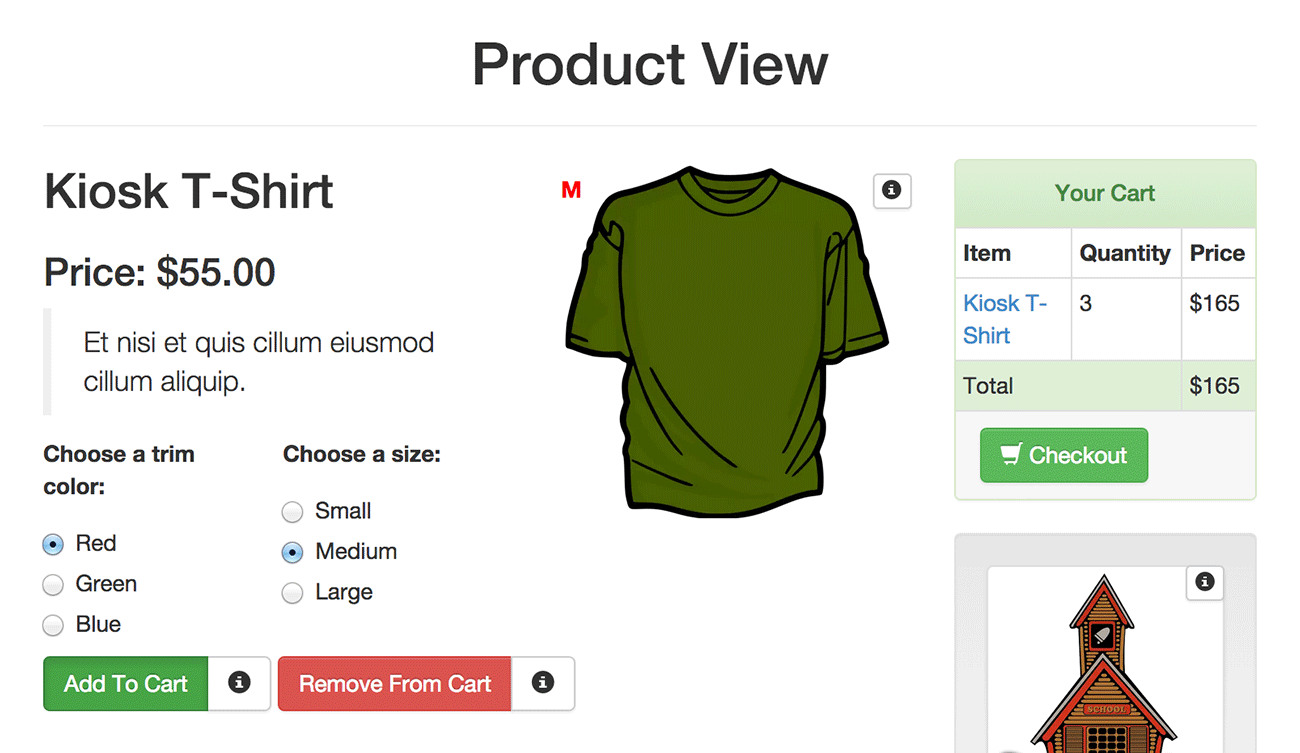 Product View
Kiosk T-Shirt
Price: $55.00
Et nisi et quis cillum eiusmod
cillum aliquip.
Choose a trim
color:
Red
Green
Blue
Choose a size:
Small
Medium
Large
Add To Cart
Remove From Cart
M
Your Cart
Item Quantity Price
Kiosk T- 3 $165
Shirt
Total $165
Checkout
SCHOOL